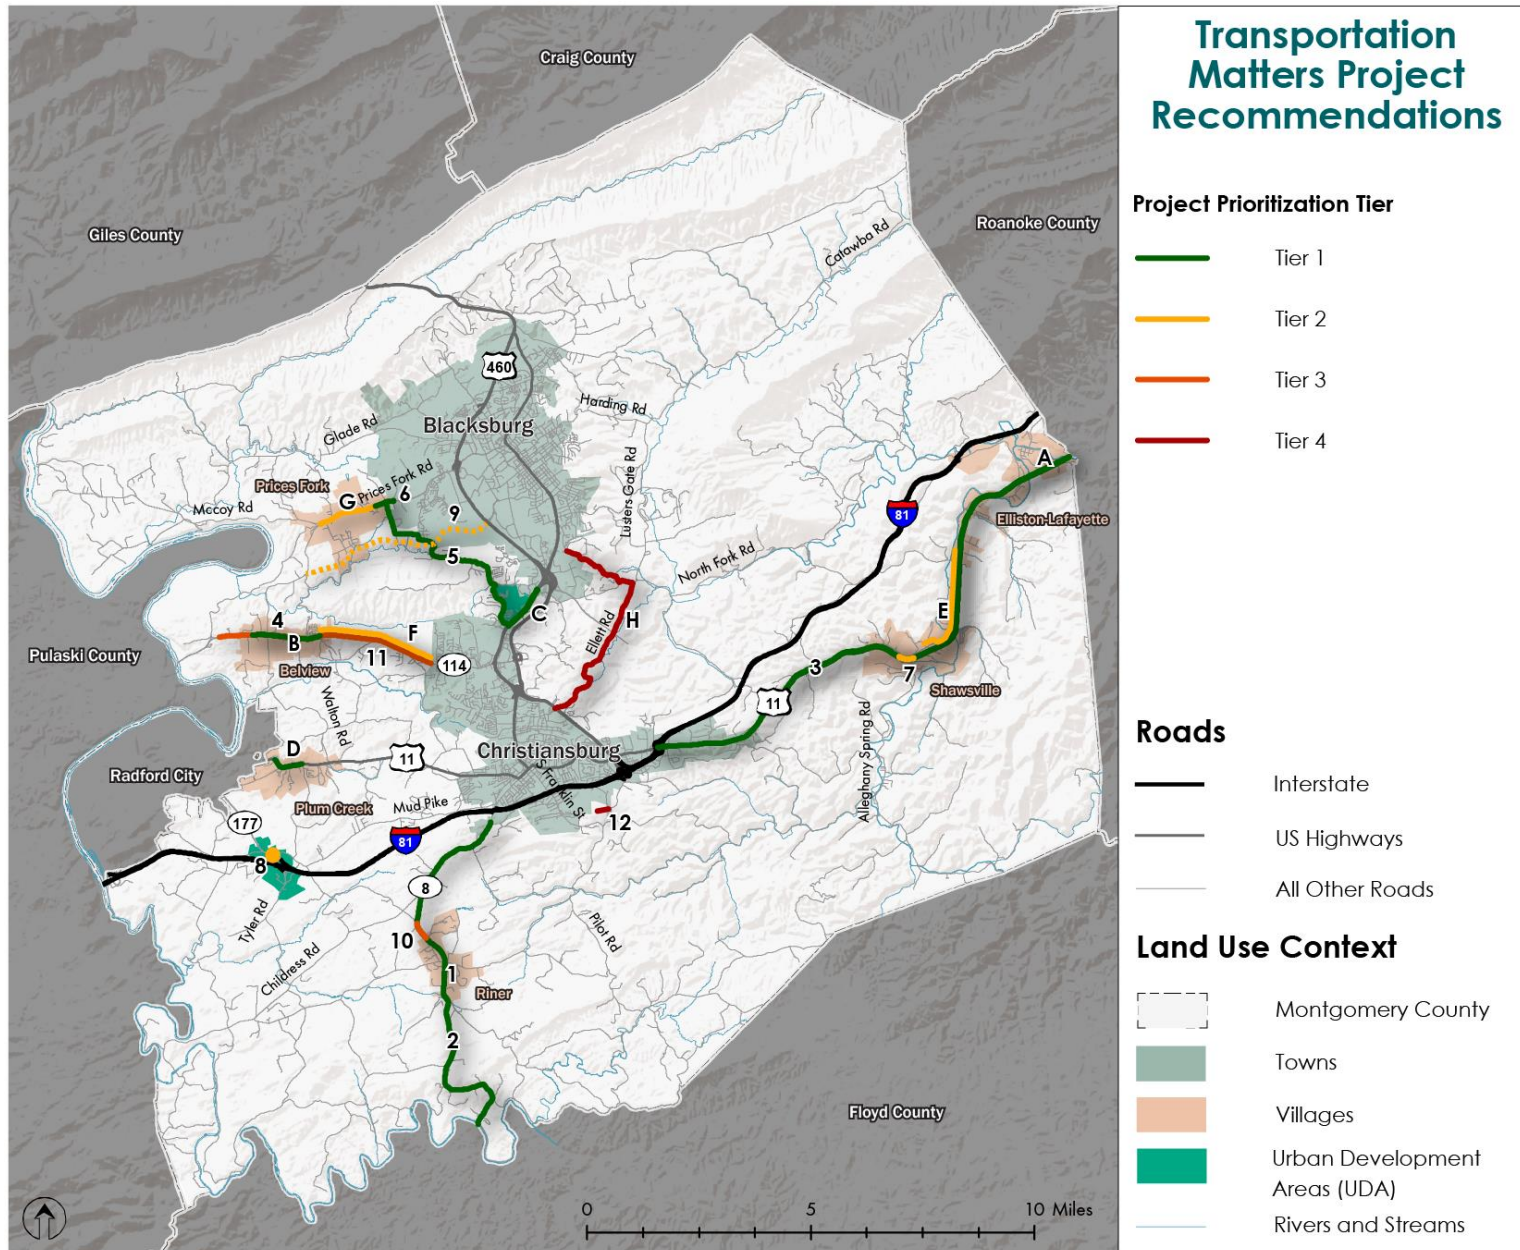 Transportation
Matters Project
Recommendations
Project Prioritization Tier
Tier 1
Tier 2
Tier 3
Tier 4
Roads
Interstate
US Highways
All Other Roads
Land Use Context
Montgomery County
Towns
Villages
Urban Development
Areas (UDA)
Rivers and Streams
Craig County
Giles County
Roanoke County
Catawba Rd
460
Harding Rd
Blacksburg
Glade Rd
Prices Fork Rd
Prices Fork
G
6
Mccoy Rd
9
Lusters Gate Rd
A
81
Elliston-Lafayette
5
North Fork Rd
C
H
Ellett Rd
E
4
B
F
11
114
Belview
Pulaski County
3
7
Shawsville
11
Walton Rd
Alleghany Spring Rd
D
11
Christiansburg
Radford City
Plum Creek
Mud Pike
S Franklin St
12
177
81
8
8
Tyler Rd
10
Pilot Rd
Childress Rd
1
Riner
2
Floyd County
0
5
10 Miles